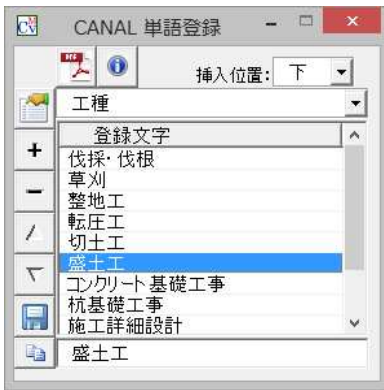 CANAL 単語登録
挿入位置: 下
工種
登録文字
伐採・伐根
草刈
整地工
転圧工
切土工
盛土工
コンクリート基礎工事
杭基礎工事
施工詳細設計
盛土工